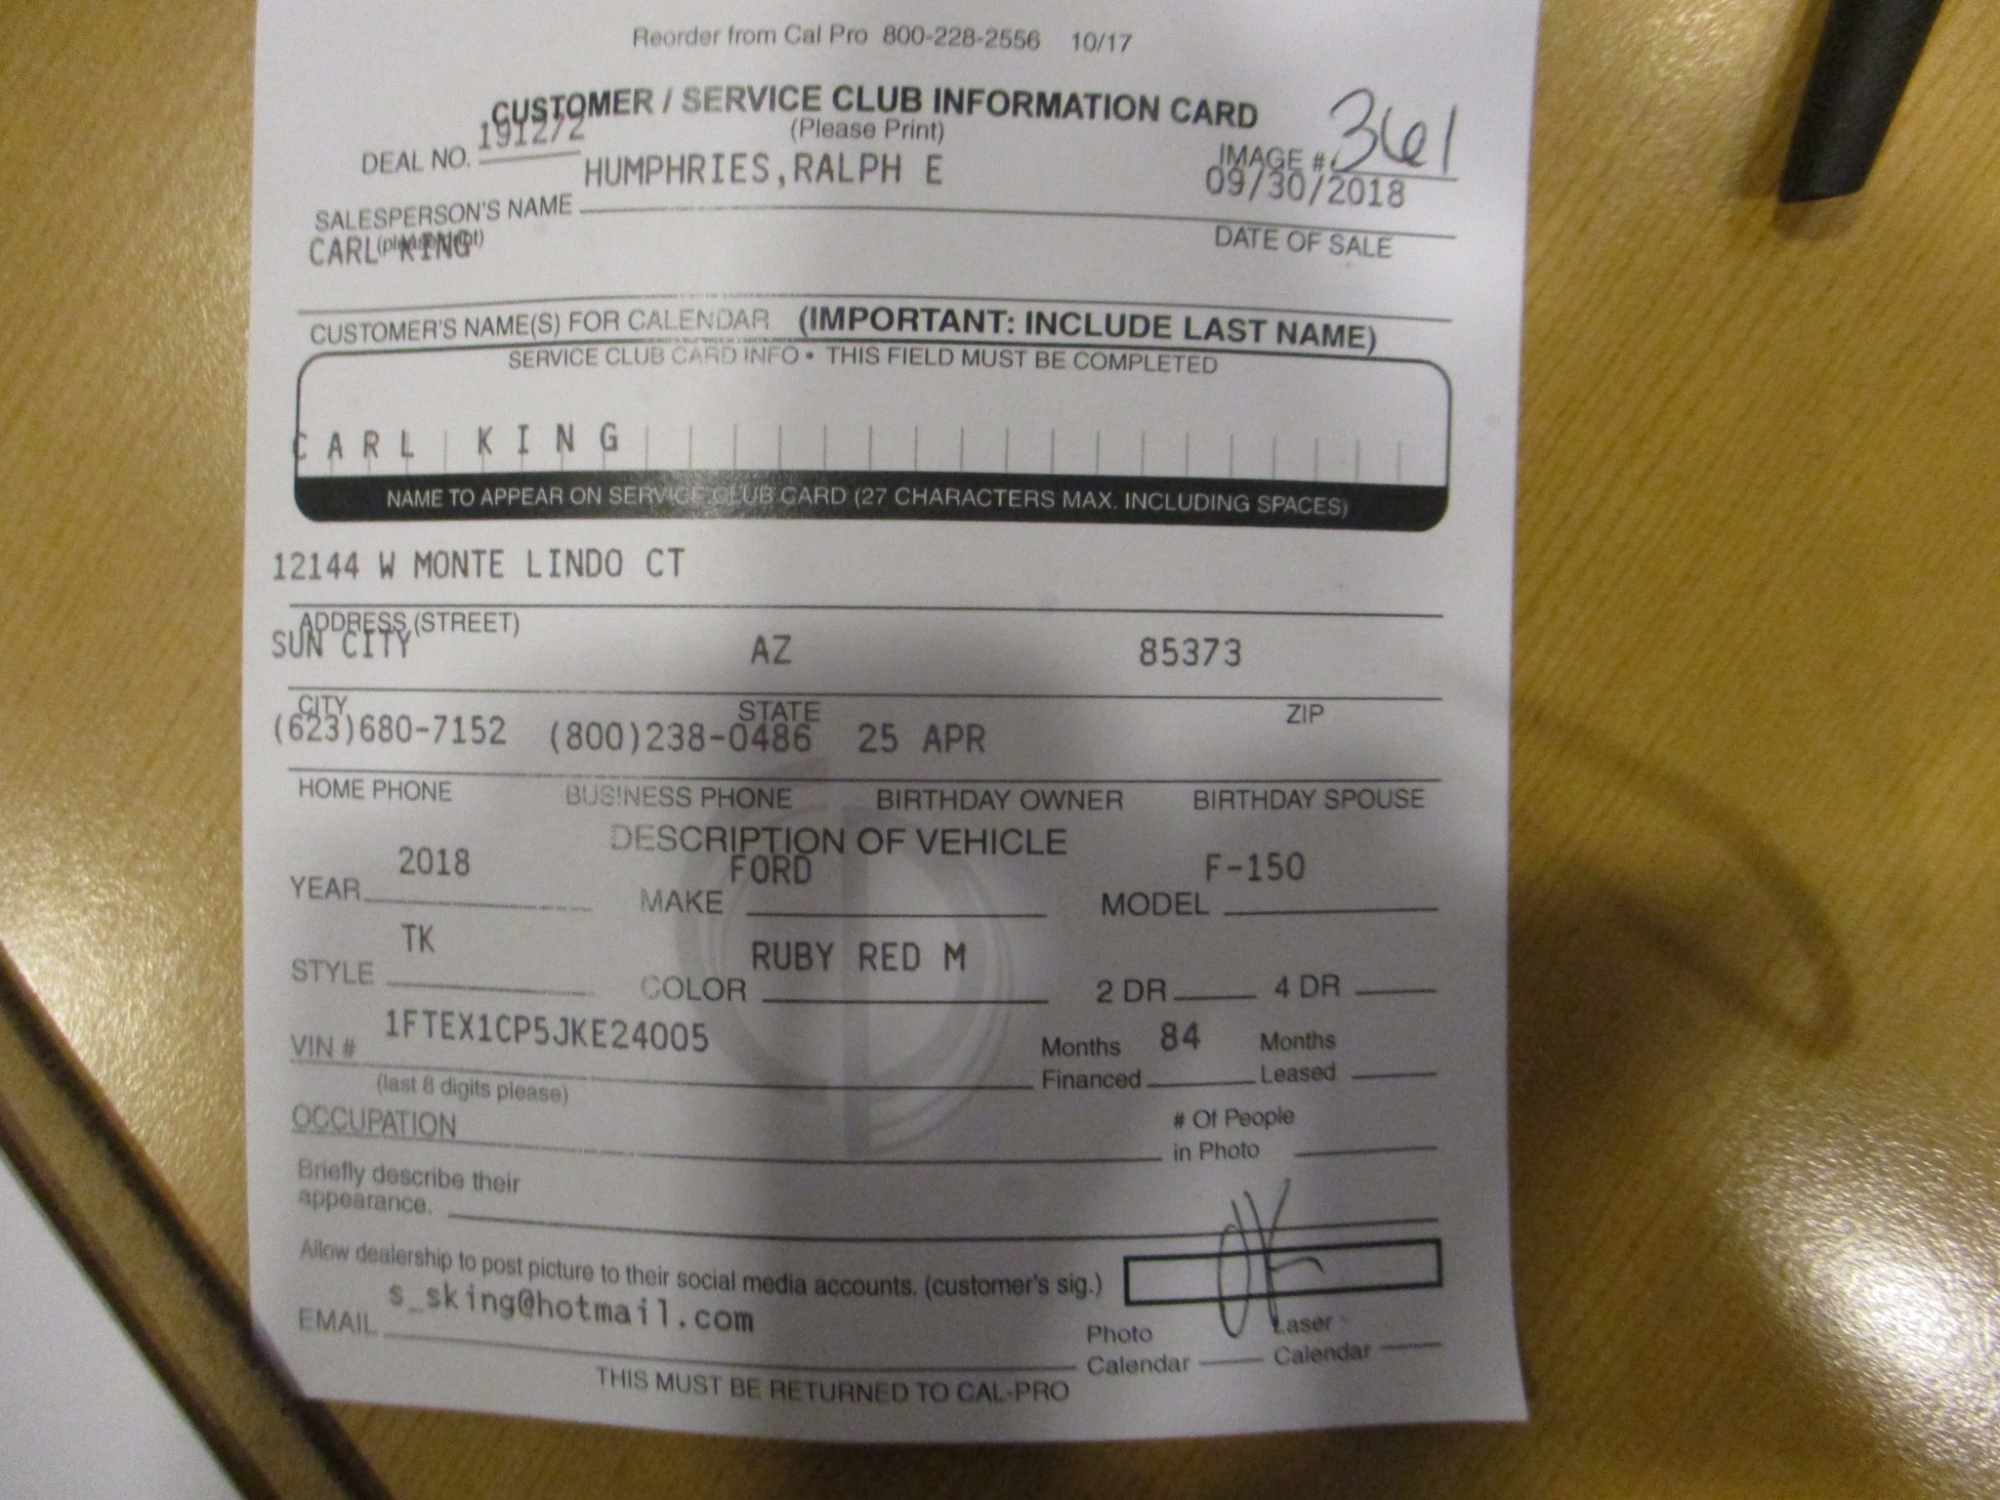 Reorder from Cal Pro 800-228-2556 10/17
CUSTOMER / SERVICE CLUB INFORMATION CARD
(Please Print)
DEAL NO. 191272
IMAGE # 361
HUMPHRIES,RALPH E
09/30/2018
SALESPERSON'S NAME
(please print)
DATE OF SALE
CARL KING
CUSTOMER'S NAME(S) FOR CALENDAR (IMPORTANT: INCLUDE LAST NAME)
SERVICE CLUB CARD INFO • THIS FIELD MUST BE COMPLETED
CARL KING
NAME TO APPEAR ON SERVICE CLUB CARD (27 CHARACTERS MAX. INCLUDING SPACES)
12144 W MONTE LINDO CT
ADDRESS (STREET)
SUN CITY AZ 85373
CITY STATE ZIP
(623)680-7152 (800)238-0486 25 APR
HOME PHONE BUSINESS PHONE BIRTHDAY OWNER BIRTHDAY SPOUSE
DESCRIPTION OF VEHICLE
YEAR 2018 MAKE FORD MODEL F-150
STYLE TK COLOR RUBY RED M 2 DR 4 DR
VIN # 1FTEX1CP5JKE24005 Months Financed 84 Months Leased
(last 8 digits please)
OCCUPATION # Of People in Photo
Briefly describe their
appearance.
Allow dealership to post picture to their social media accounts. (customer's sig.)
EMAIL s_sking@hotmail.com
Photo Calendar Laser Calendar
THIS MUST BE RETURNED TO CAL-PRO